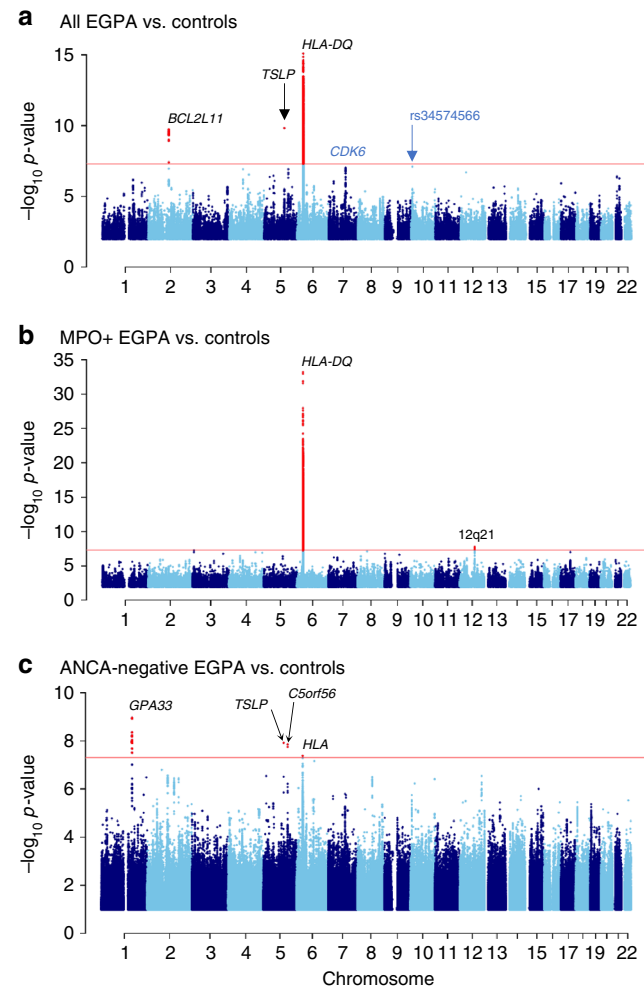 a All EGPA vs. controls
HLA-DQ
TSLP
BCL2L11
rs34574566
CDK6
–log10 p-value
15
10
5
0
1 2 3 4 5 6 7 8 9 10 11 12 13 15 17 19 22
b MPO+ EGPA vs. controls
HLA-DQ
12q21
–log10 p-value
35
30
25
20
15
10
5
0
1 2 3 4 5 6 7 8 9 10 11 12 13 15 17 19 22
c ANCA-negative EGPA vs. controls
GPA33
TSLP
C5orf56
HLA
–log10 p-value
10
8
6
4
2
0
1 2 3 4 5 6 7 8 9 10 11 12 13 15 17 19 22
Chromosome